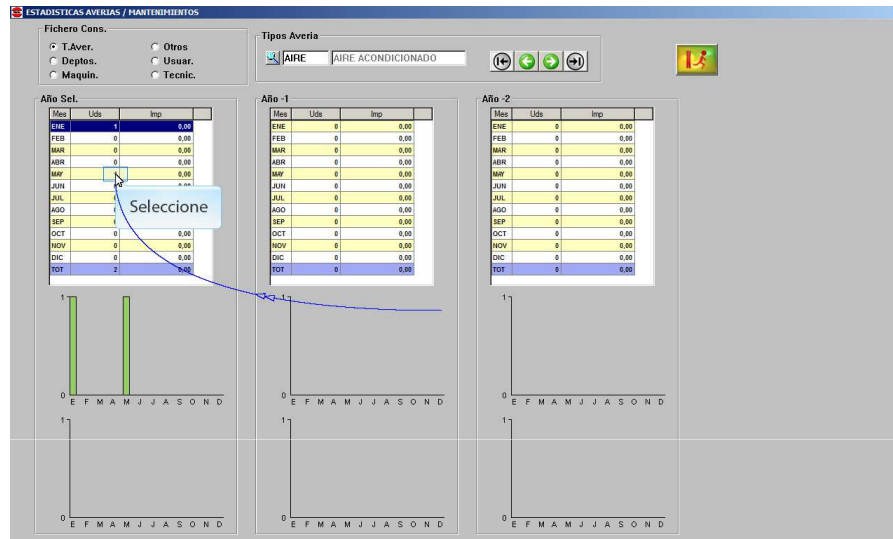 ESTADISTICAS AVERIAS / MANTENIMIENTOS
Fichero Cons.
T.Aver. Otros
Deptos. Usuar.
Maquin. Tecnic.
Tipos Averia
AIRE AIRE ACONDICIONADO
Año Sel.
Mes Uds Imp
ENE 1 0,00
FEB 0 0,00
MAR 0 0,00
ABR 0 0,00
MAY 0,00
JUN
JUL
AGO
SEP
OCT 0 0,00
NOV 0 0,00
DIC 0 0,00
TOT 2 0,00
Seleccione
1
0
E F M A M J J A S O N D
1
0
E F M A M J J A S O N D
Año -1
Mes Uds Imp
ENE 0 0,00
FEB 0 0,00
MAR 0 0,00
ABR 0 0,00
MAY 0 0,00
JUN 0 0,00
JUL 0 0,00
AGO 0 0,00
SEP 0 0,00
OCT 0 0,00
NOV 0 0,00
DIC 0 0,00
TOT 0 0,00
1
0
E F M A M J J A S O N D
1
0
E F M A M J J A S O N D
Año -2
Mes Uds Imp
ENE 0 0,00
FEB 0 0,00
MAR 0 0,00
ABR 0 0,00
MAY 0 0,00
JUN 0 0,00
JUL 0 0,00
AGO 0 0,00
SEP 0 0,00
OCT 0 0,00
NOV 0 0,00
DIC 0 0,00
TOT 0 0,00
1
0
E F M A M J J A S O N D
1
0
E F M A M J J A S O N D